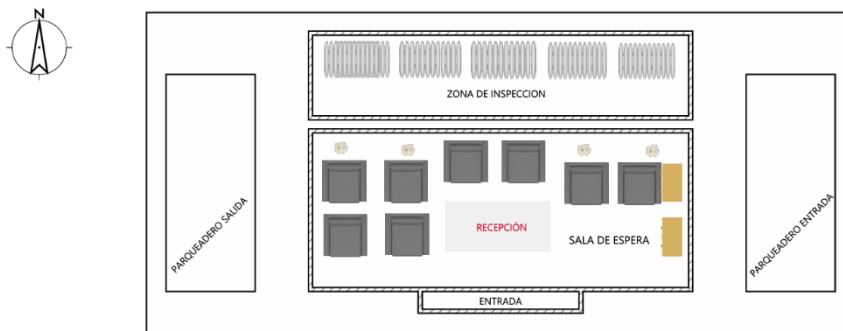 N
ZONA DE INSPECCION
PARQUEADERO SALIDA
RECEPCIÓN
SALA DE ESPERA
PARQUEADERO ENTRADA
ENTRADA